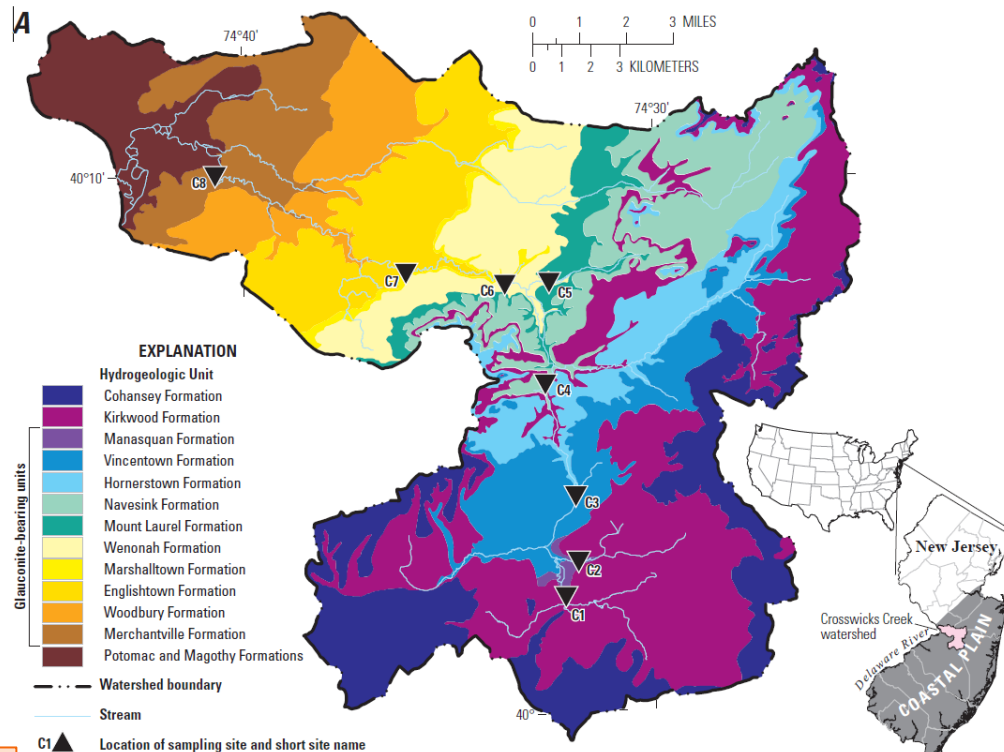 A
0 1 2 3 MILES
0 1 2 3 KILOMETERS
74°40'
74°30'
40°10'
C8
C7
C6
C5
C4
C3
C2
C1
40°
EXPLANATION
Hydrogeologic Unit
Cohansey Formation
Kirkwood Formation
Glauconite-bearing units
Manasquan Formation
Vincentown Formation
Hornerstown Formation
Navesink Formation
Mount Laurel Formation
Wenonah Formation
Marshalltown Formation
Englishtown Formation
Woodbury Formation
Merchantville Formation
Potomac and Magothy Formations
Watershed boundary
Stream
C1 Location of sampling site and short site name
New Jersey
Crosswicks Creek
watershed
Delaware River
COASTAL PLAIN